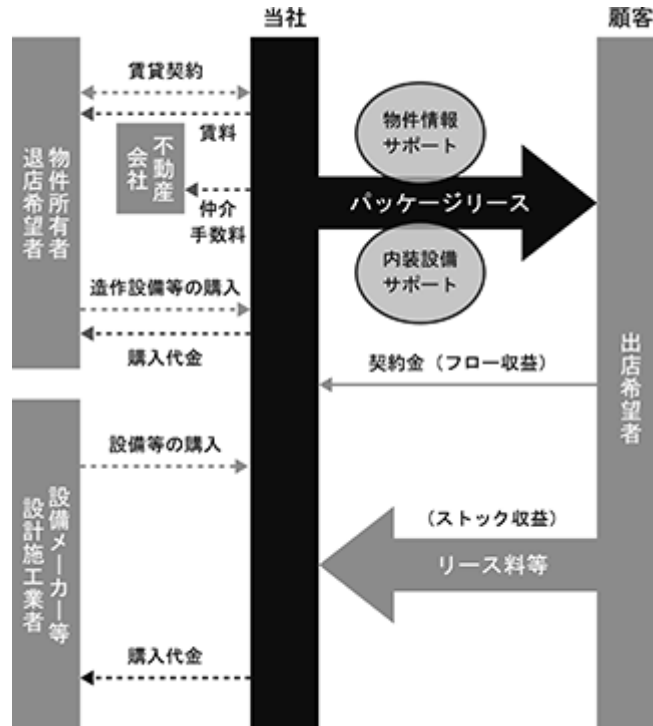 当社
顧客
賃貸契約
賃料
不動産
会社
仲介
手数料
物件所有者
退店希望者
造作設備等の購入
購入代金
物件情報
サポート
パッケージリース
内装設備
サポート
契約金（フロー収益）
出店希望者
設備等の購入
設備メーカー等
設計施工業者
（ストック収益）
リース料等
購入代金